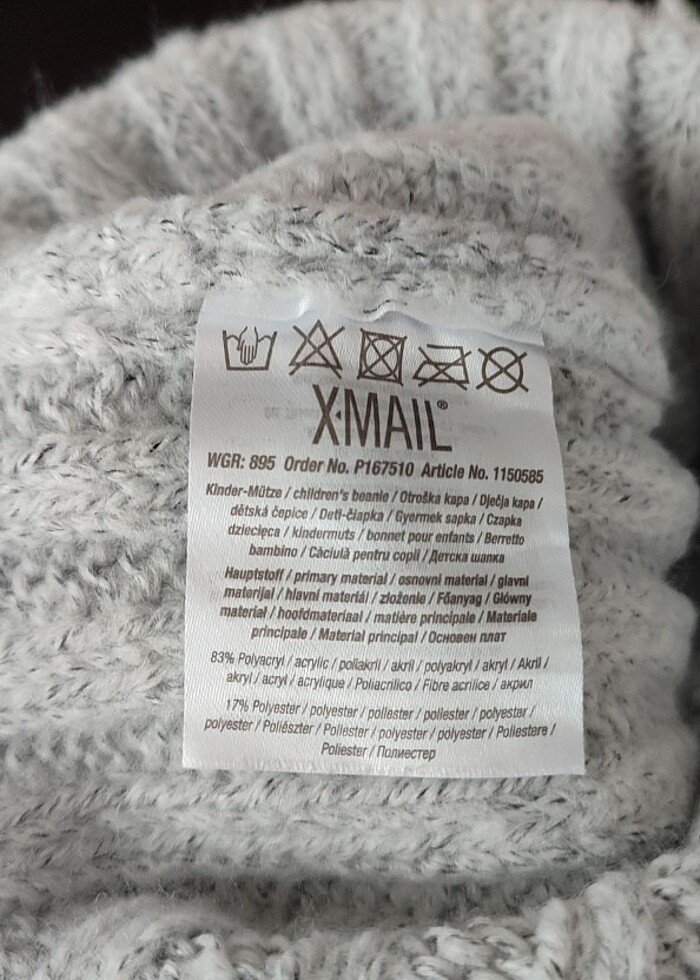 X·MAIL®
WGR: 895 Order No. P167510 Article No. 1150585
Kinder-Mütze / children's beanie / Otroška kapa / Dječja kapa /
dětská čepice / Deti-čiapka / Gyermek sapka / Czapka
dziecięca / kindermuts / bonnet pour enfants / Berretto
bambino / Căciulă pentru copii / Детска шапка
Hauptstoff / primary material / osnovni material / glavni
materijal / hlavní materiál / zloženie / Főanyag / Główny
materiał / hoofdmateriaal / matière principale / Materiale
principale / Material principal / Основен плат
83% Polyacryl / acrylic / poliakril / akril / polyakryl / akryl / Akril /
akryl / acryl / acrylique / Poliacrilico / Fibre acrilice / акрил
17% Polyester / polyester / poliester / poliester / polyester /
polyester / Poliészter / Poliester / polyester / polyester / Poliestere /
Poliester / Полиестер